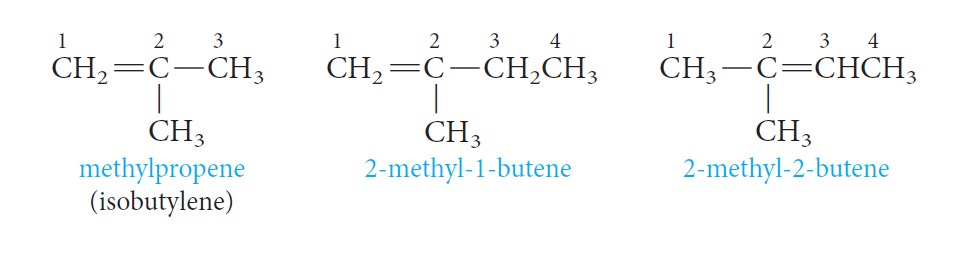 1 2 3
CH₂=C—CH₃
CH₃
methylpropene
(isobutylene)
1 2 3 4
CH₂=C—CH₂CH₃
CH₃
2-methyl-1-butene
1 2 3 4
CH₃—C=CHCH₃
CH₃
2-methyl-2-butene